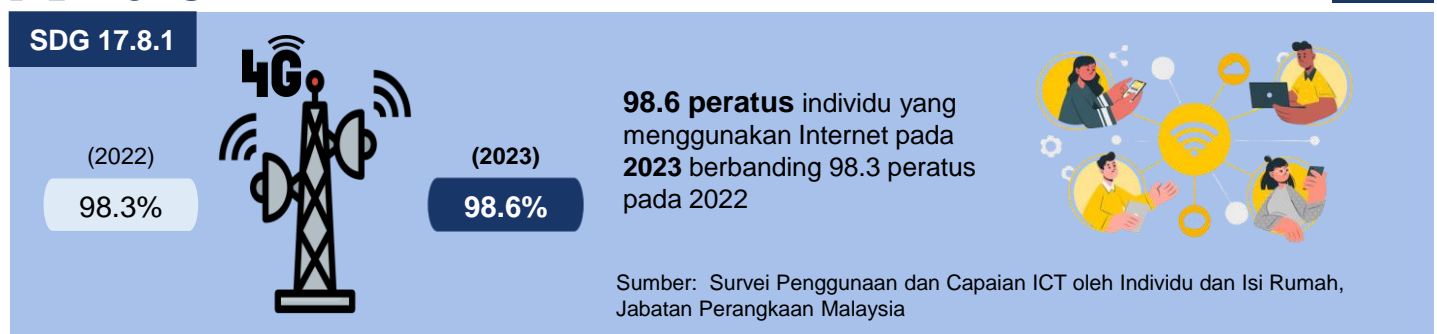 SDG 17.8.1
4G
(2022)
98.3%
(2023)
98.6%
98.6 peratus individu yang
menggunakan Internet pada
2023 berbanding 98.3 peratus
pada 2022
Sumber:  Survei Penggunaan dan Capaian ICT oleh Individu dan Isi Rumah,
Jabatan Perangkaan Malaysia